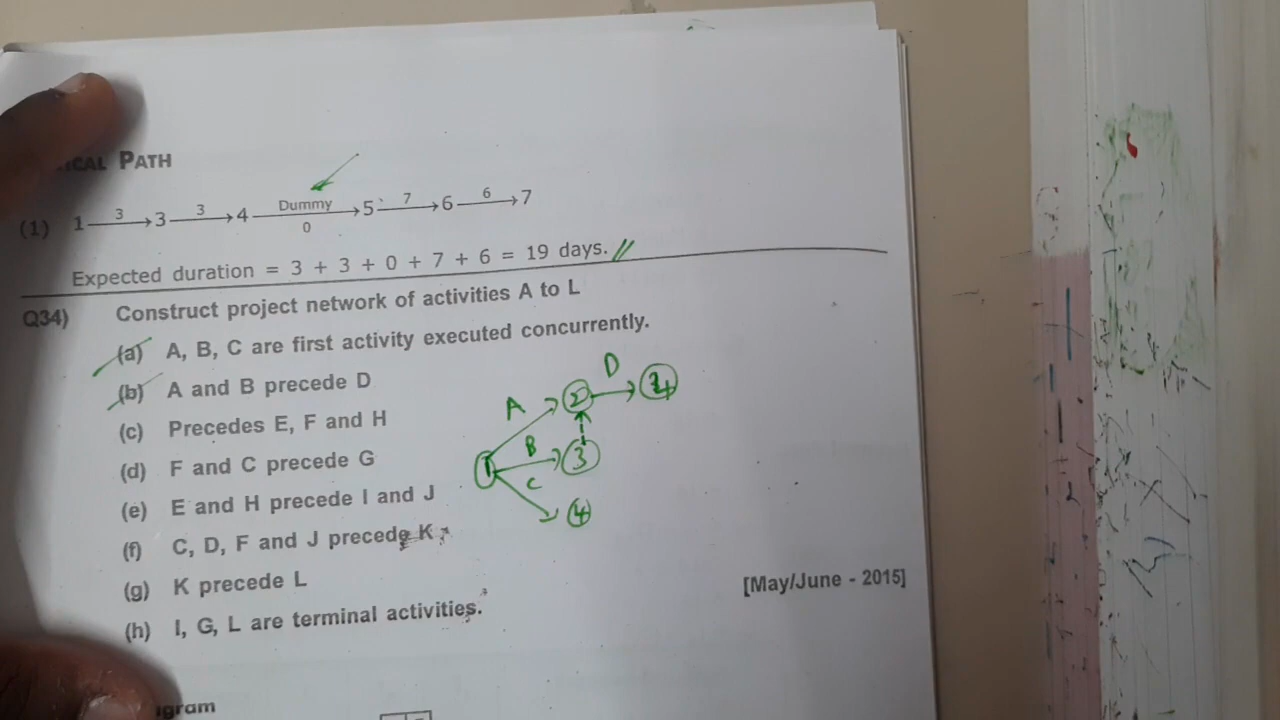 ICAL PATH
(1) 1 3 3 3 4 Dummy 0 5 7 6 6 7
Expected duration = 3 + 3 + 0 + 7 + 6 = 19 days.
Q34) Construct project network of activities A to L
(a) A, B, C are first activity executed concurrently.
(b) A and B precede D
(c) Precedes E, F and H
(d) F and C precede G
(e) E and H precede I and J
(f) C, D, F and J precede K
(g) K precede L
(h) I, G, L are terminal activities.
[May/June - 2015]
A 2 D
1 B 3
C 4
igram